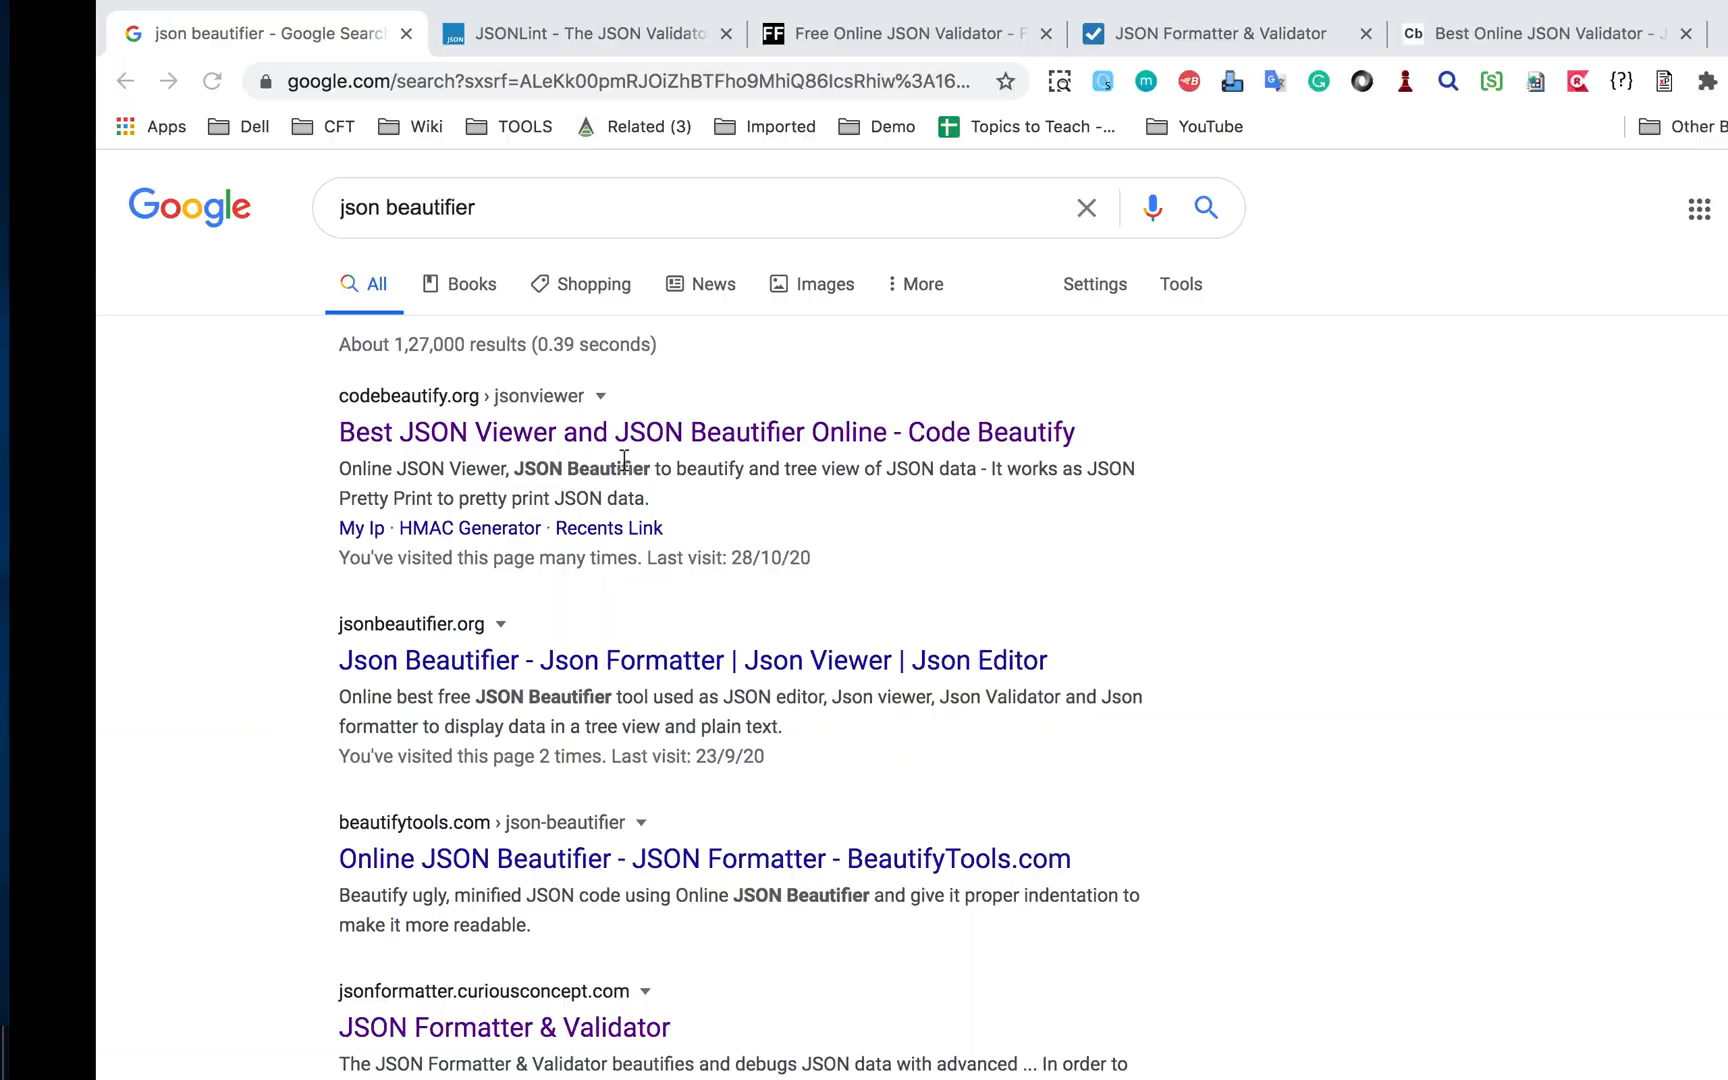 json beautifier - Google Searc
JSONLint - The JSON Validato
FF
Free Online JSON Validator - F
JSON Formatter & Validator
Cb
Best Online JSON Validator - J
google.com/search?sxsrf=ALeKk00pmRJOiZhBTFho9MhiQ86IcsRhiw%3A16...
Apps
Dell
CFT
Wiki
TOOLS
Related (3)
Imported
Demo
Topics to Teach -...
YouTube
Other B
Google
json beautifier
All
Books
Shopping
News
Images
More
Settings
Tools
About 1,27,000 results (0.39 seconds)
codebeautify.org › jsonviewer
Best JSON Viewer and JSON Beautifier Online - Code Beautify
Online JSON Viewer, JSON Beautifier to beautify and tree view of JSON data - It works as JSON
Pretty Print to pretty print JSON data.
My Ip · HMAC Generator · Recents Link
You've visited this page many times. Last visit: 28/10/20
jsonbeautifier.org
Json Beautifier - Json Formatter | Json Viewer | Json Editor
Online best free JSON Beautifier tool used as JSON editor, Json viewer, Json Validator and Json
formatter to display data in a tree view and plain text.
You've visited this page 2 times. Last visit: 23/9/20
beautifytools.com › json-beautifier
Online JSON Beautifier - JSON Formatter - BeautifyTools.com
Beautify ugly, minified JSON code using Online JSON Beautifier and give it proper indentation to
make it more readable.
jsonformatter.curiousconcept.com
JSON Formatter & Validator
The JSON Formatter & Validator beautifies and debugs JSON data with advanced ... In order to